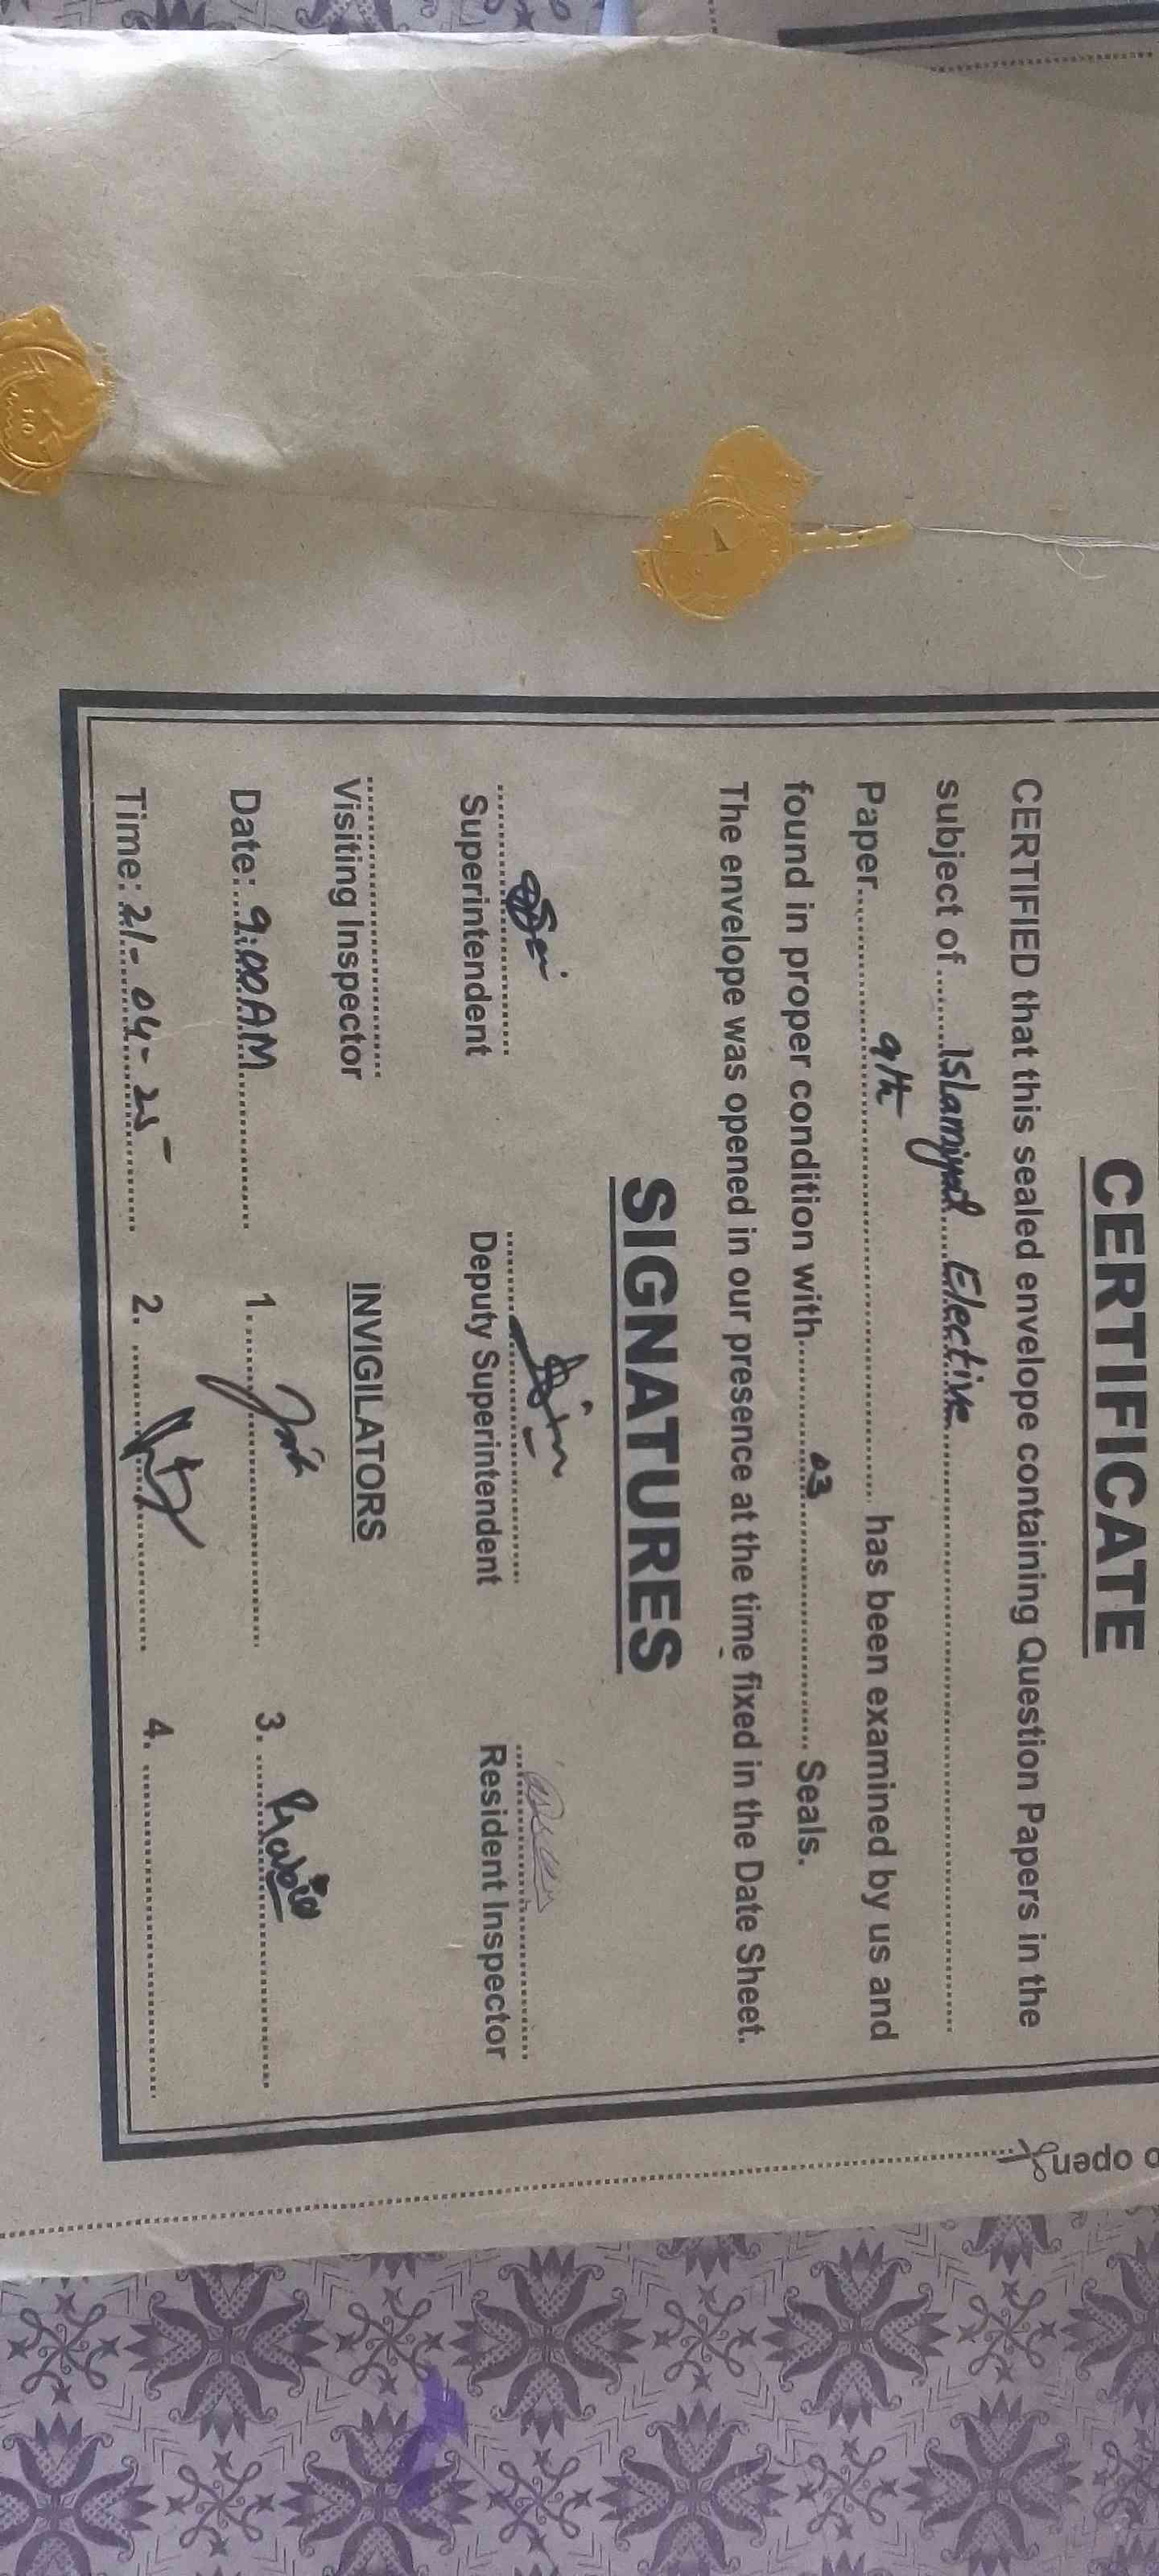 CERTIFICATE
CERTIFIED that this sealed envelope containing Question Papers in the
subject of Islamiyat Elective
Paper 9th has been examined by us and
found in proper condition with 03 Seals.
The envelope was opened in our presence at the time fixed in the Date Sheet.
SIGNATURES
Superintendent Deputy Superintendent Resident Inspector
Visiting Inspector INVIGILATORS
Date: 9:00AM 1. 3. Rabia
Time: 21-04-25 2. 4.
open